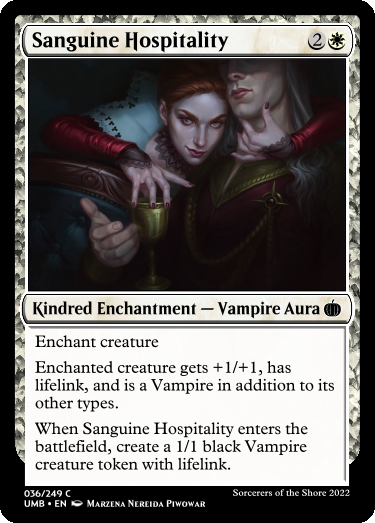 Sanguine Hospitality 2
Kindred Enchantment — Vampire Aura
Enchant creature
Enchanted creature gets +1/+1, has
lifelink, and is a Vampire in addition to its
other types.
When Sanguine Hospitality enters the
battlefield, create a 1/1 black Vampire
creature token with lifelink.
036/249 C
UMB • EN Marzena Nereida Piwowar
Sorcerers of the Shore 2022